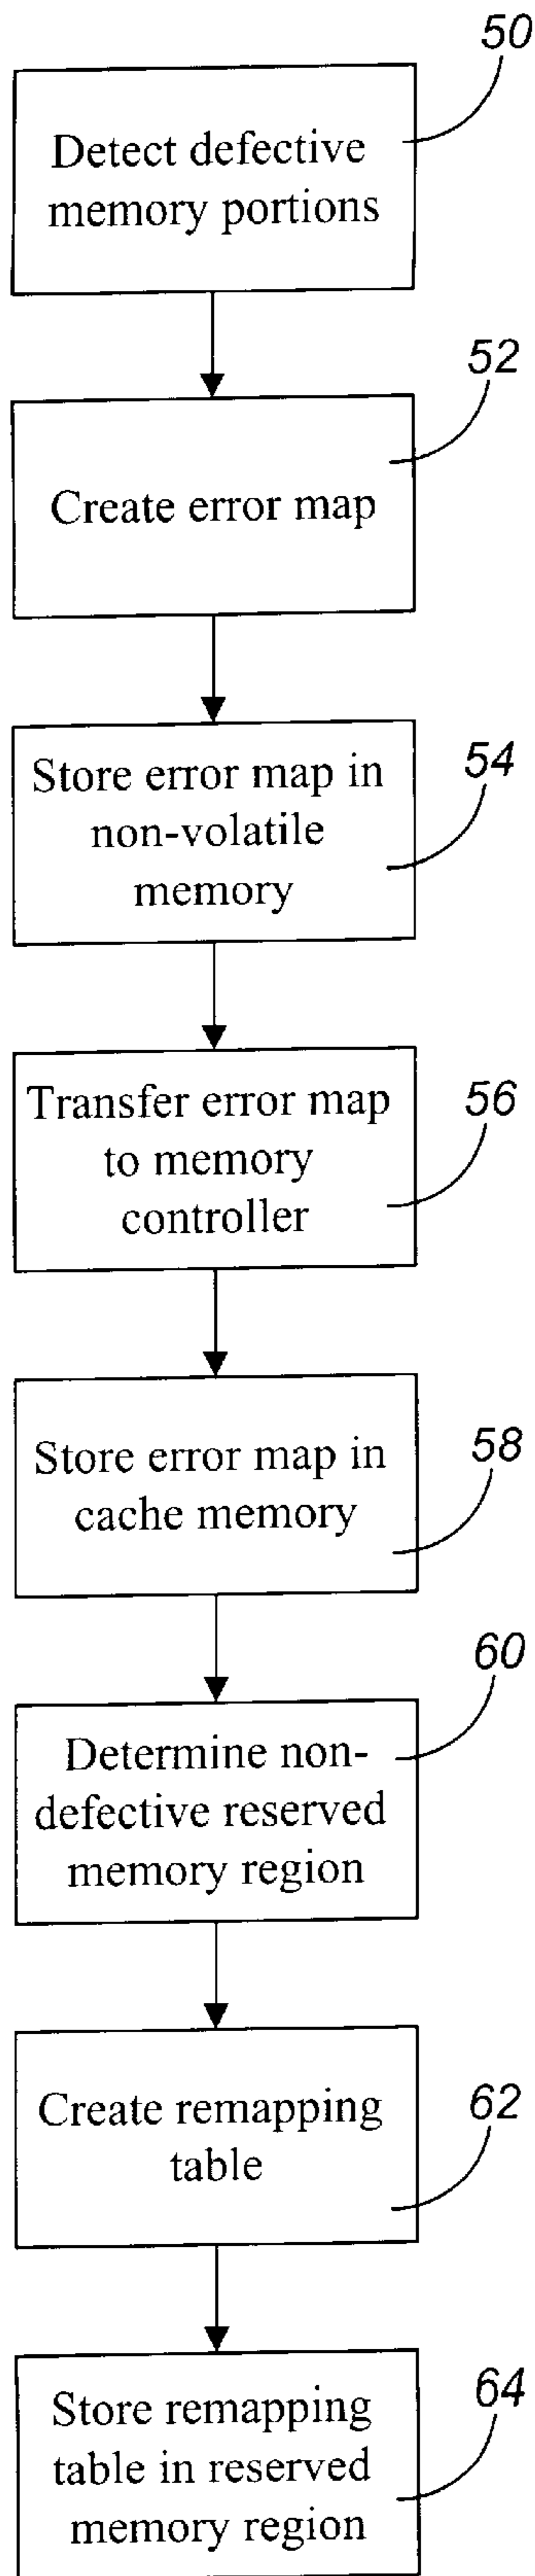 50
Detect defective
memory portions
52
Create error map
54
Store error map in
non-volatile
memory
56
Transfer error map
to memory
controller
58
Store error map in
cache memory
60
Determine non-
defective reserved
memory region
62
Create remapping
table
64
Store remapping
table in reserved
memory region